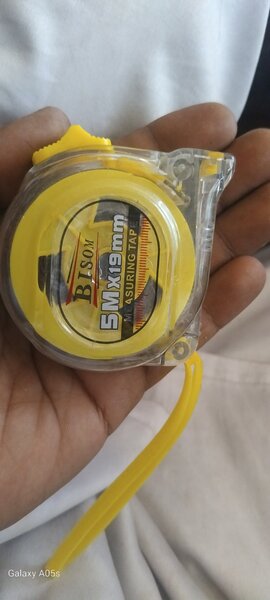 BISOM
5Mx19mm
MEASURING TAP
Galaxy A05s